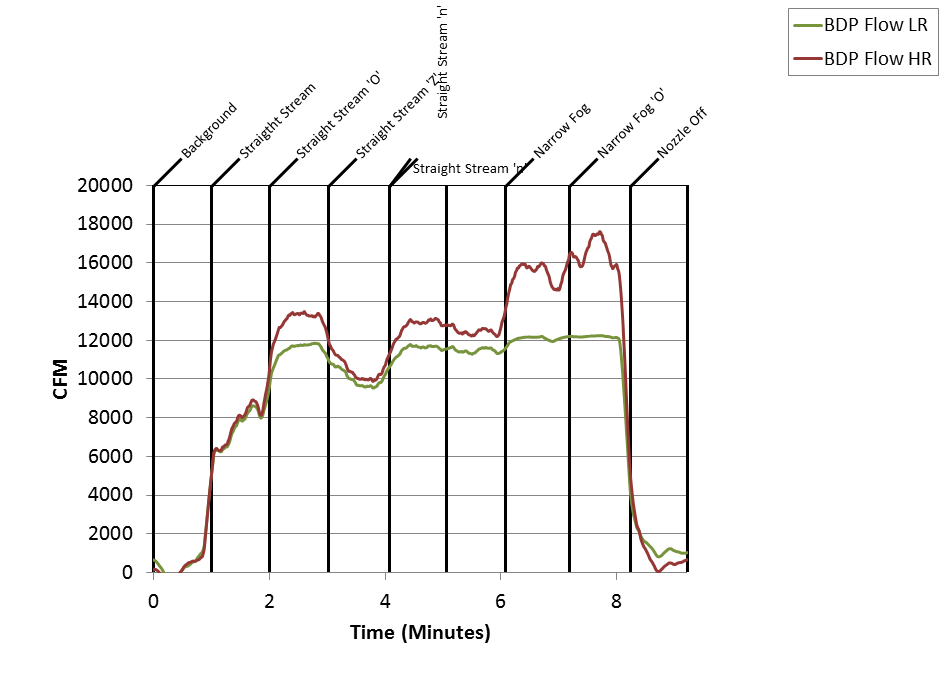 BDP Flow LR
BDP Flow HR
Background
Straigtht Stream
Straight Stream 'O'
Straight Stream 'Z'
Straight Stream 'n'
Straight Stream 'n'
Narrow Fog
Narrow Fog 'O'
Nozzle Off
20000
18000
16000
14000
12000
10000
8000
6000
4000
2000
0
CFM
0 2 4 6 8
Time (Minutes)